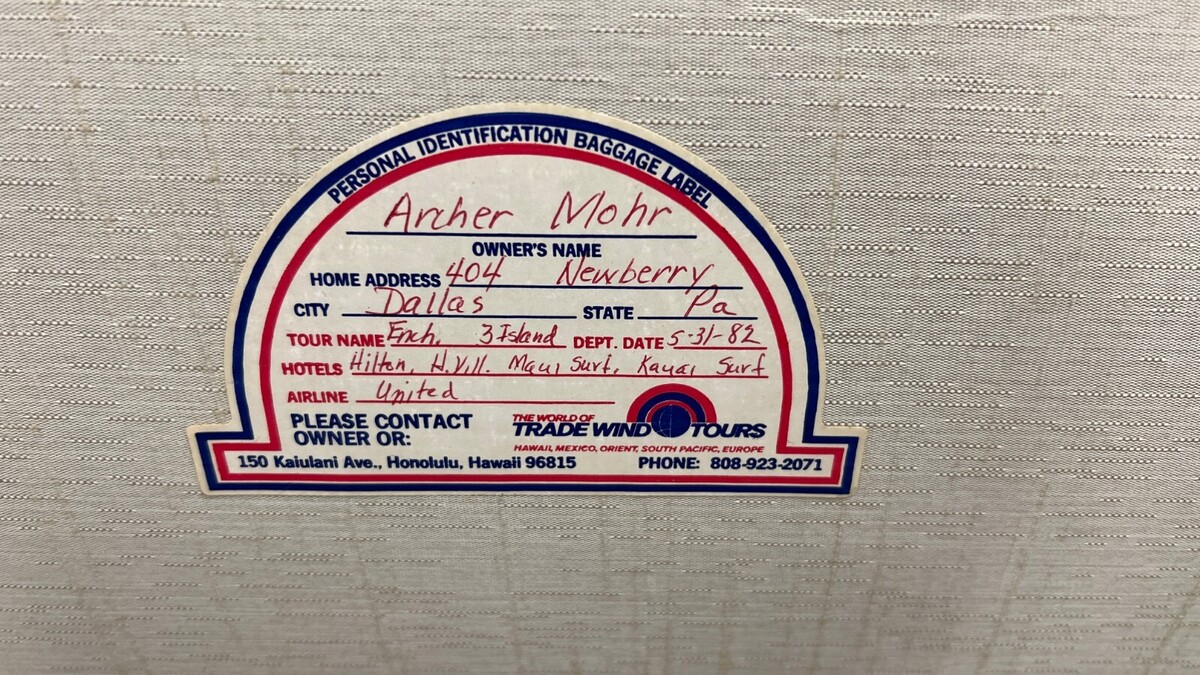 PERSONAL IDENTIFICATION BAGGAGE LABEL
Archer Mohr
OWNER'S NAME
HOME ADDRESS 404 Newberry
CITY Dallas STATE Pa
TOUR NAME Ench. 3 Island DEPT. DATE 5-31-82
HOTELS Hilton, H.Vill. Maui Surf, Kauai Surf
AIRLINE United
PLEASE CONTACT
OWNER OR:
THE WORLD OF
TRADE WIND TOURS
HAWAII, MEXICO, ORIENT, SOUTH PACIFIC, EUROPE
150 Kaiulani Ave., Honolulu, Hawaii 96815 PHONE: 808-923-2071